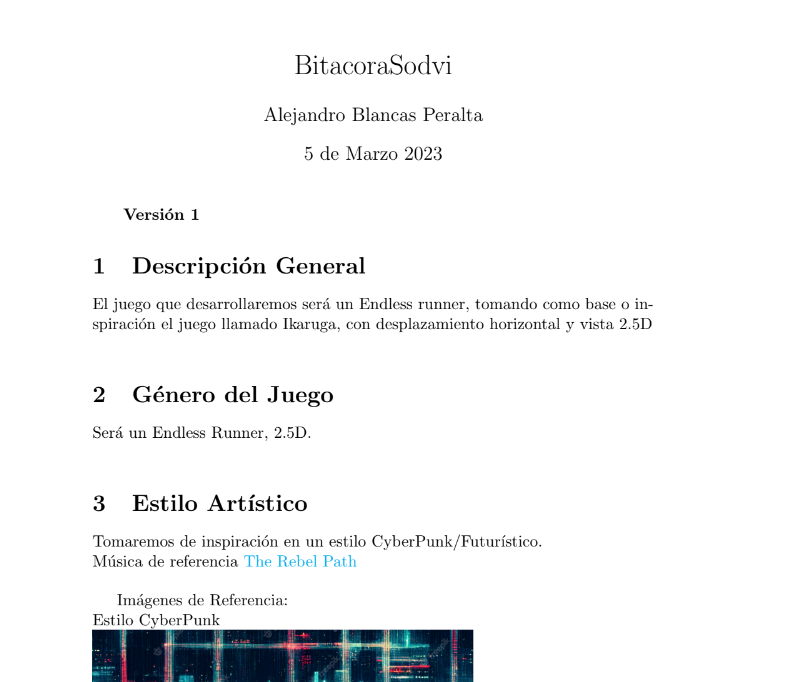 BitacoraSodvi
Alejandro Blancas Peralta
5 de Marzo 2023
Versión 1
1 Descripción General
El juego que desarrollaremos será un Endless runner, tomando como base o in-
spiración el juego llamado Ikaruga, con desplazamiento horizontal y vista 2.5D
2 Género del Juego
Será un Endless Runner, 2.5D.
3 Estilo Artístico
Tomaremos de inspiración en un estilo CyberPunk/Futurístico.
Música de referencia The Rebel Path
Imágenes de Referencia:
Estilo CyberPunk